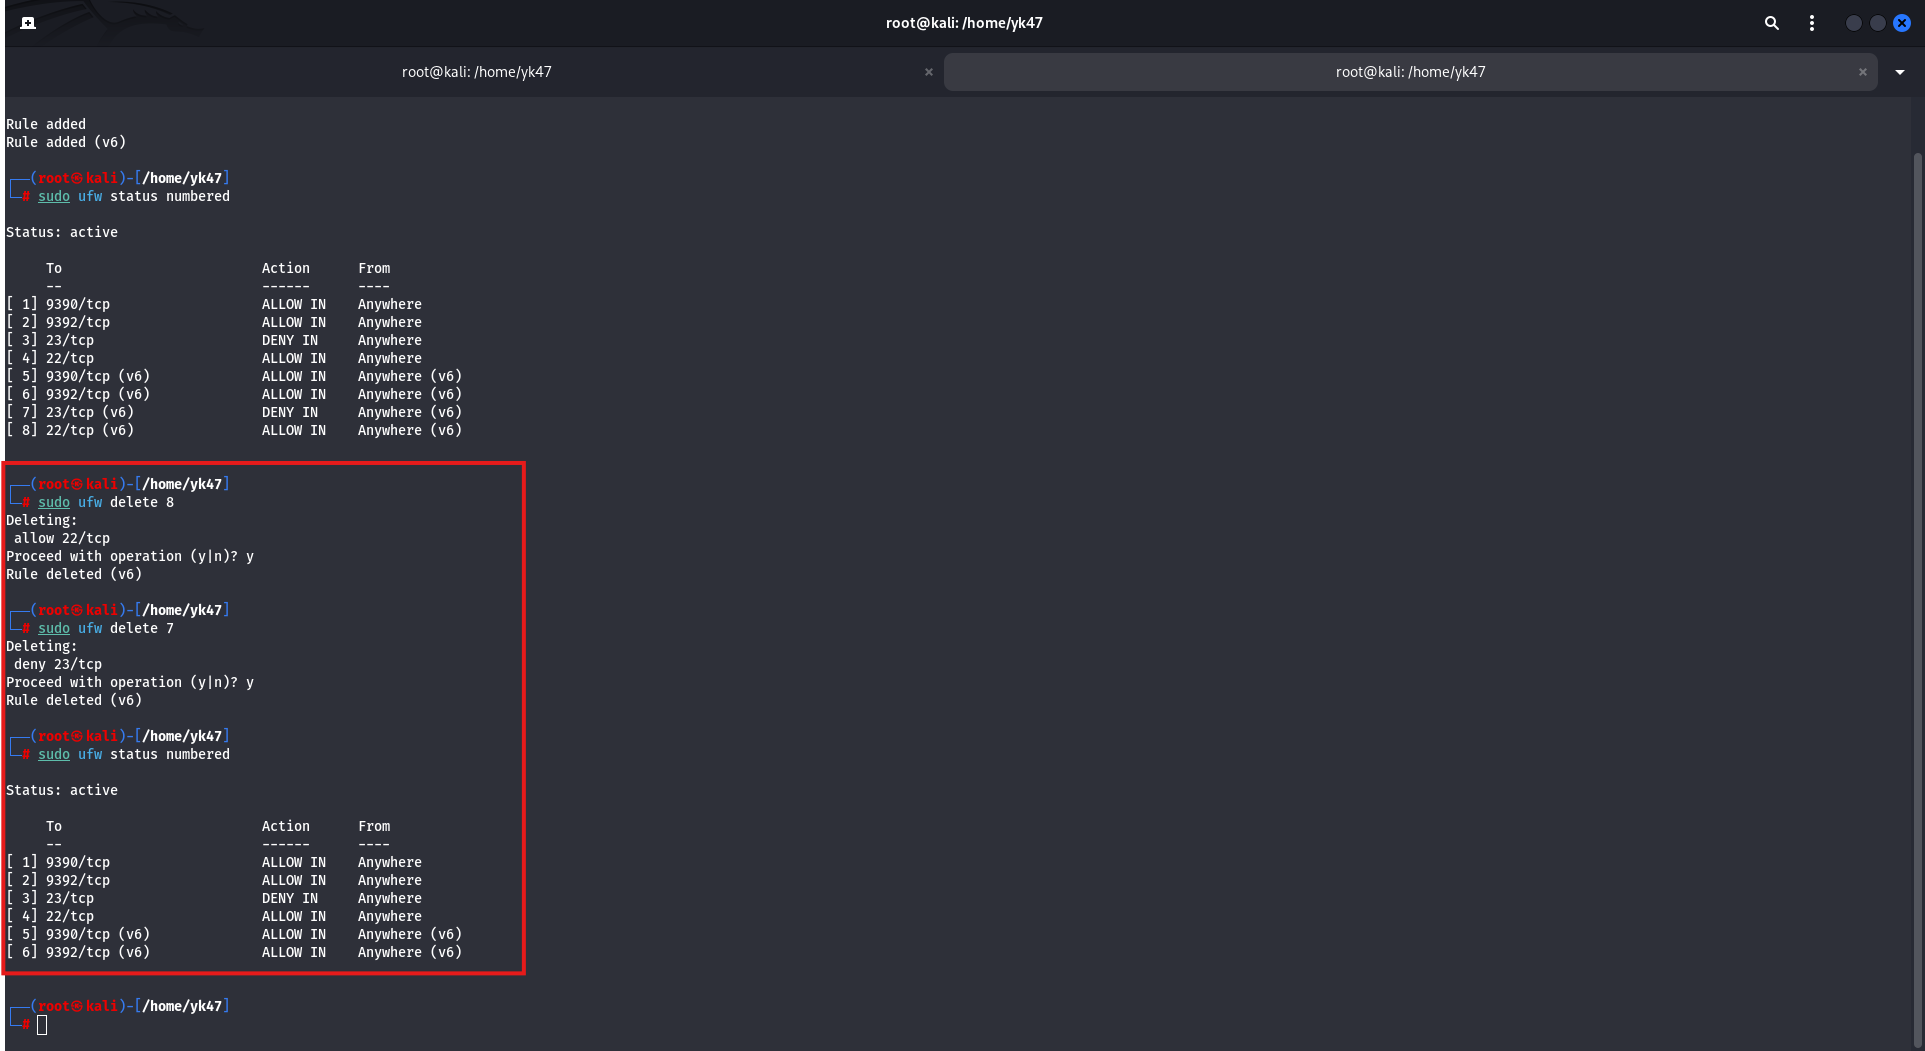 root@kali: /home/yk47
root@kali: /home/yk47
root@kali: /home/yk47
Rule added
Rule added (v6)
┌──(root㉿kali)-[/home/yk47]
└─# sudo ufw status numbered
Status: active
     To                         Action      From
     --                         ------      ----
[ 1] 9390/tcp                   ALLOW IN    Anywhere
[ 2] 9392/tcp                   ALLOW IN    Anywhere
[ 3] 23/tcp                     DENY IN     Anywhere
[ 4] 22/tcp                     ALLOW IN    Anywhere
[ 5] 9390/tcp (v6)              ALLOW IN    Anywhere (v6)
[ 6] 9392/tcp (v6)              ALLOW IN    Anywhere (v6)
[ 7] 23/tcp (v6)                DENY IN     Anywhere (v6)
[ 8] 22/tcp (v6)                ALLOW IN    Anywhere (v6)
┌──(root㉿kali)-[/home/yk47]
└─# sudo ufw delete 8
Deleting:
 allow 22/tcp
Proceed with operation (y|n)? y
Rule deleted (v6)
┌──(root㉿kali)-[/home/yk47]
└─# sudo ufw delete 7
Deleting:
 deny 23/tcp
Proceed with operation (y|n)? y
Rule deleted (v6)
┌──(root㉿kali)-[/home/yk47]
└─# sudo ufw status numbered
Status: active
     To                         Action      From
     --                         ------      ----
[ 1] 9390/tcp                   ALLOW IN    Anywhere
[ 2] 9392/tcp                   ALLOW IN    Anywhere
[ 3] 23/tcp                     DENY IN     Anywhere
[ 4] 22/tcp                     ALLOW IN    Anywhere
[ 5] 9390/tcp (v6)              ALLOW IN    Anywhere (v6)
[ 6] 9392/tcp (v6)              ALLOW IN    Anywhere (v6)
┌──(root㉿kali)-[/home/yk47]
└─#